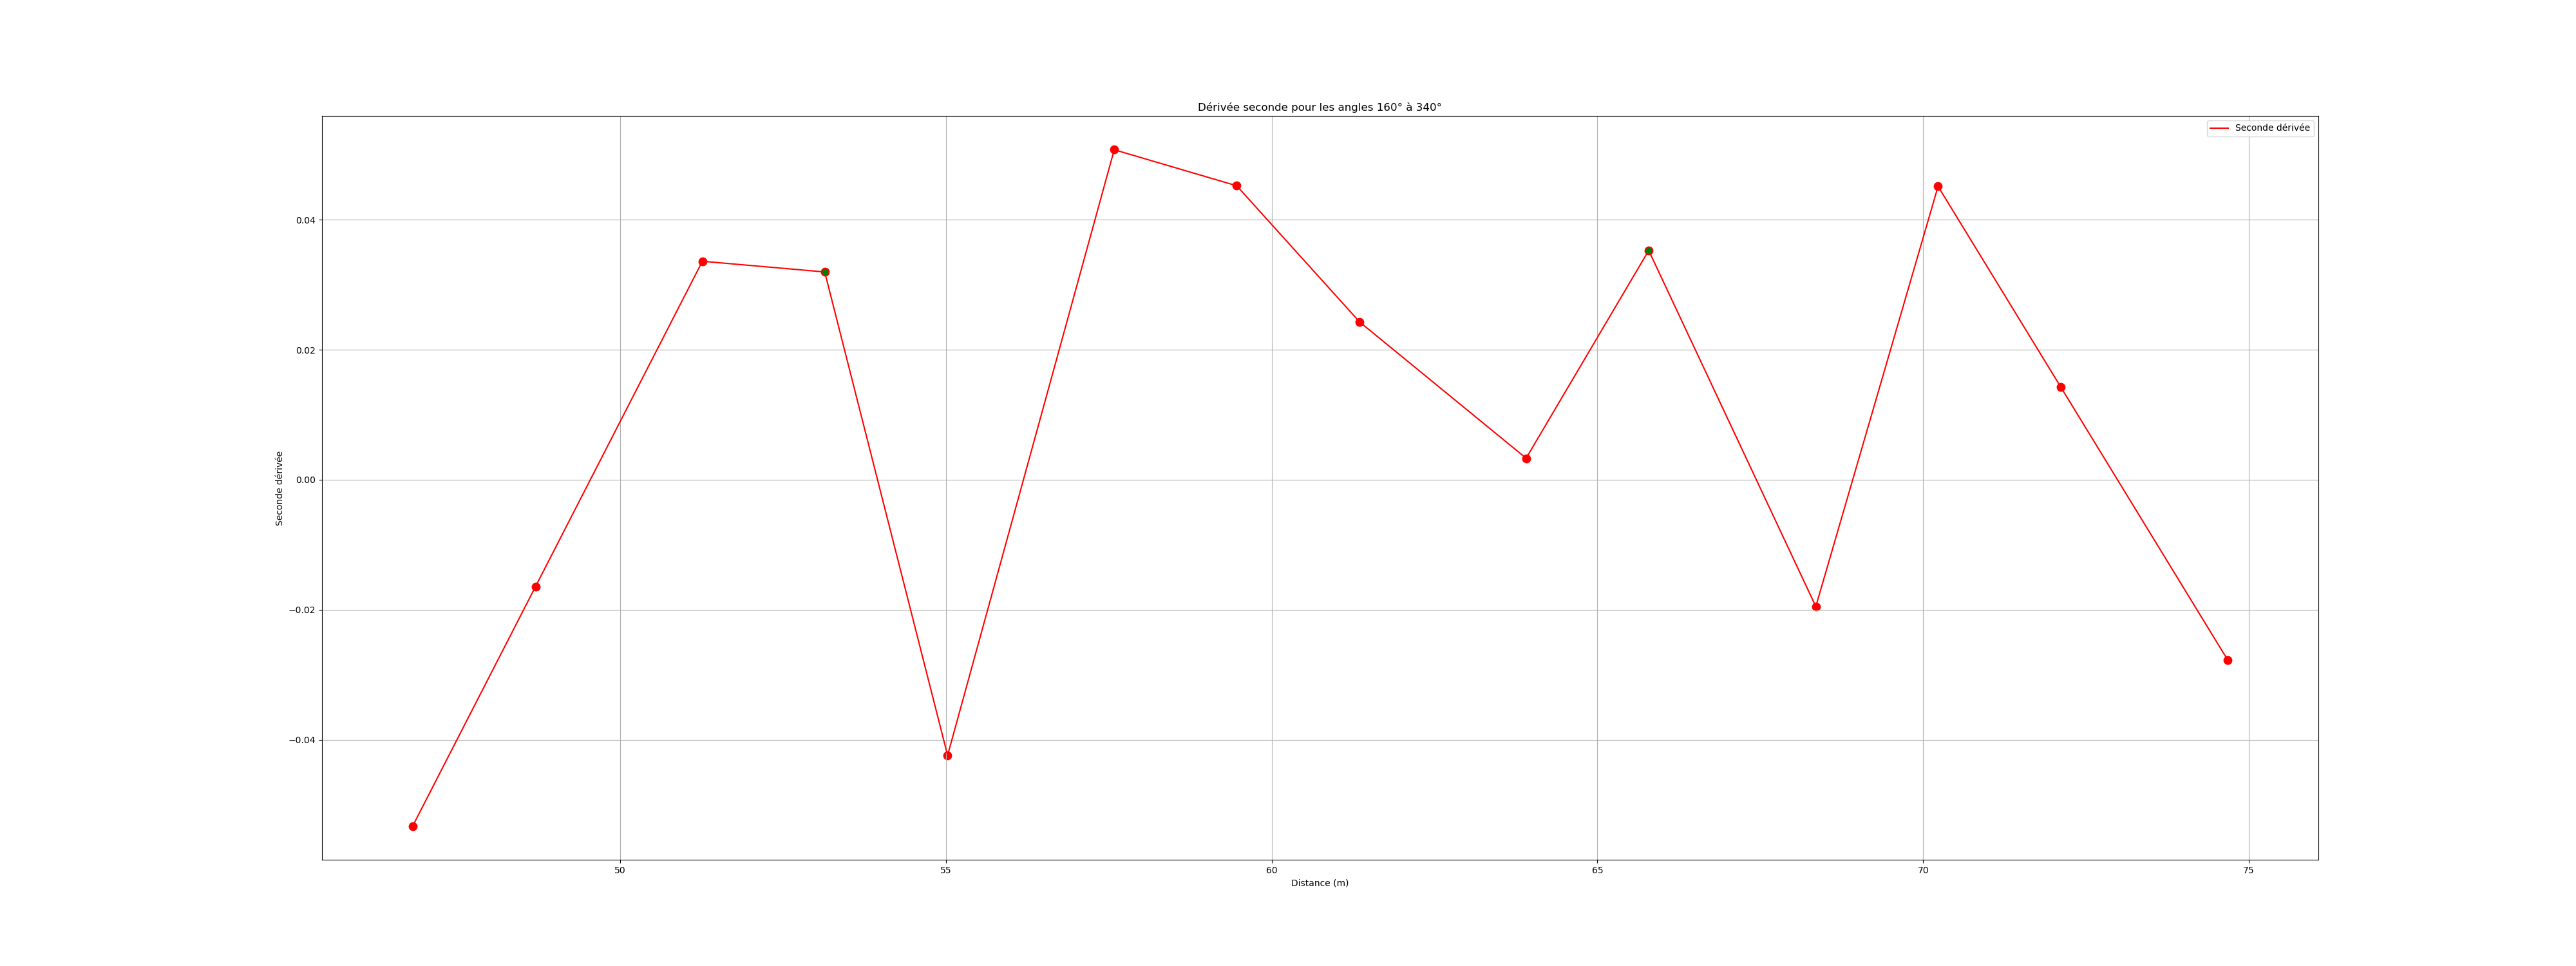 Dérivée seconde pour les angles 160° à 340°
Seconde dérivée
0.04
0.02
0.00
−0.02
−0.04
Seconde dérivée
50
55
60
65
70
75
Distance (m)